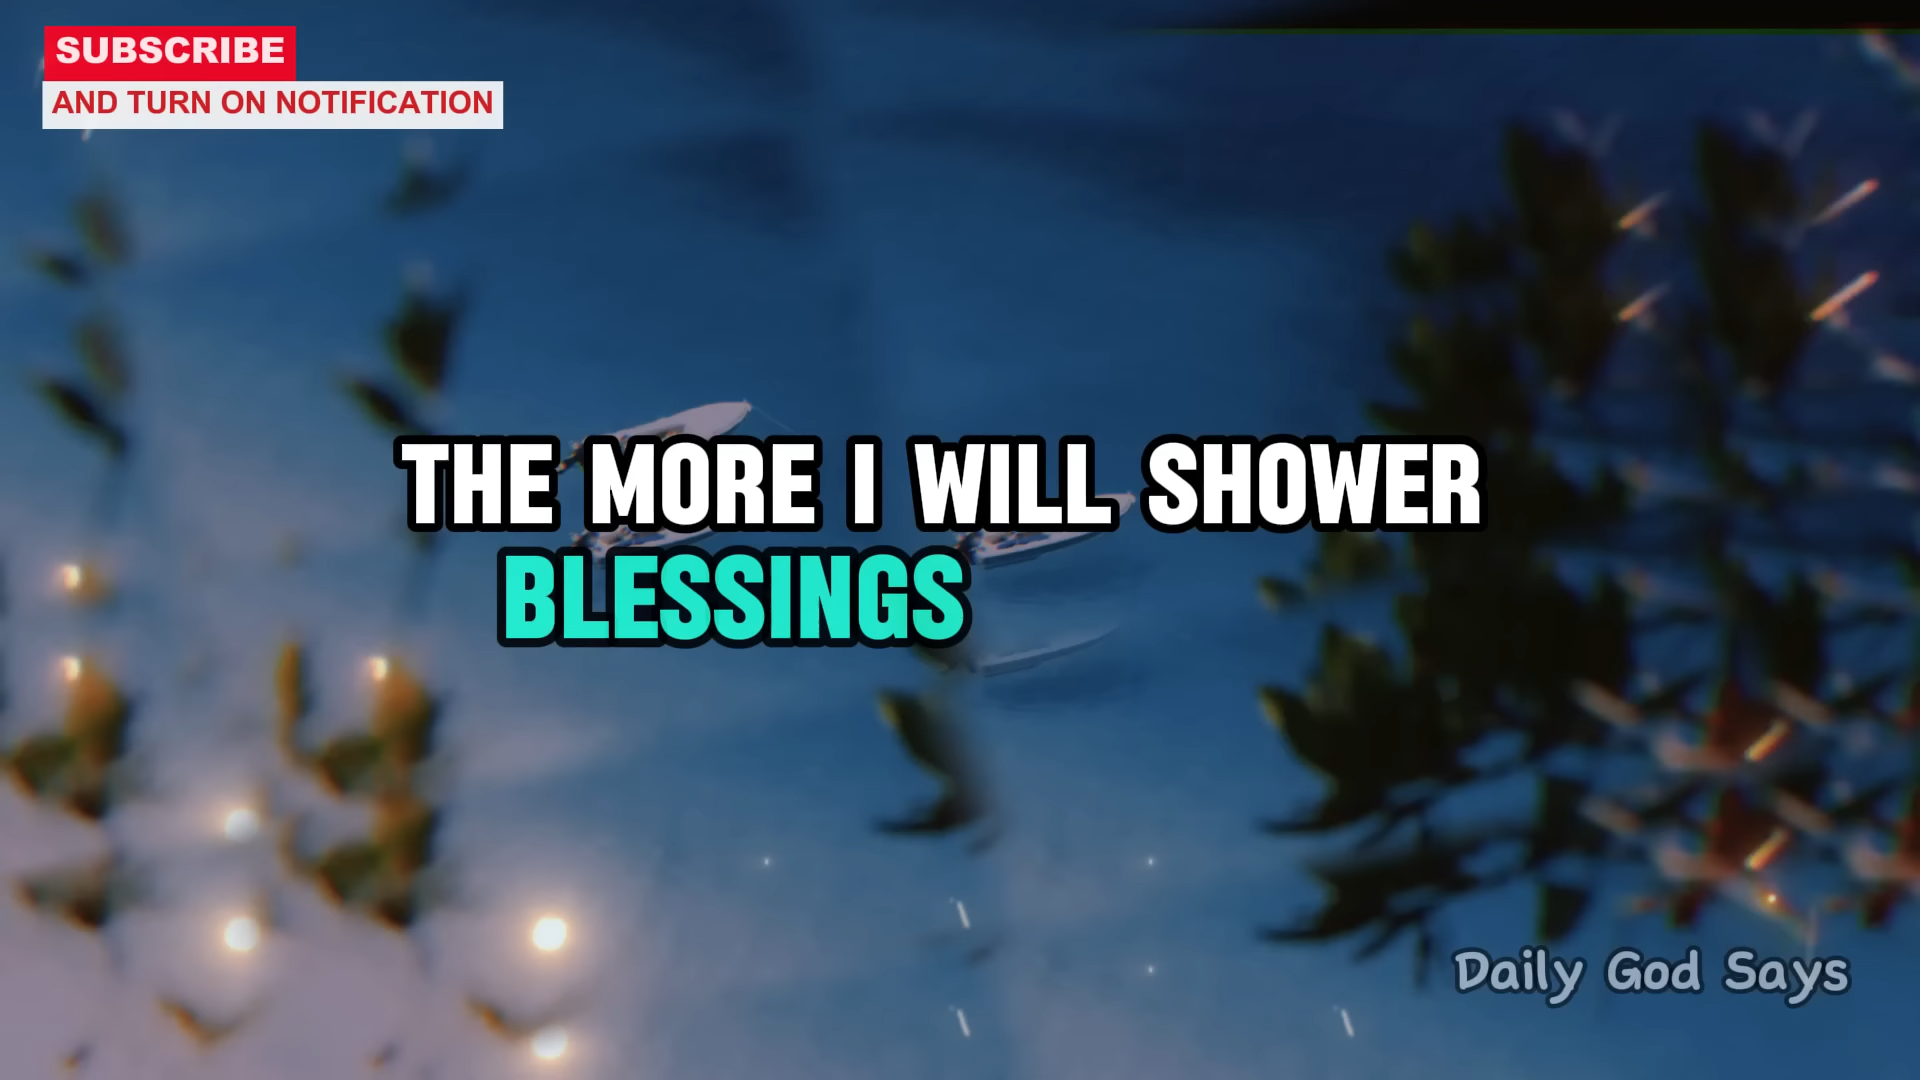 SUBSCRIBE
AND TURN ON NOTIFICATION
THE MORE I WILL SHOWER
BLESSINGS
Daily God Says